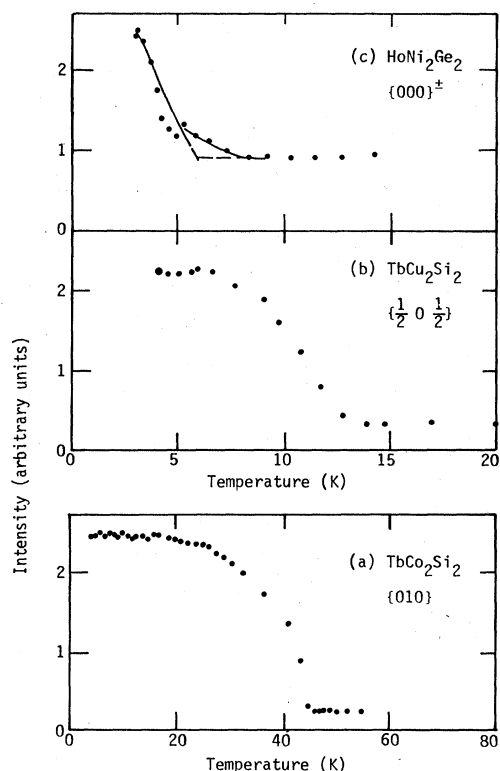 2
1
0
(c) HoNi₂Ge₂
{000}±
2
1
0
(b) TbCu₂Si₂
{1/2 0 1/2}
0 5 10 15 20
Temperature (K)
Intensity (arbitrary units)
2
1
0
(a) TbCo₂Si₂
{010}
0 20 40 60 80
Temperature (K)